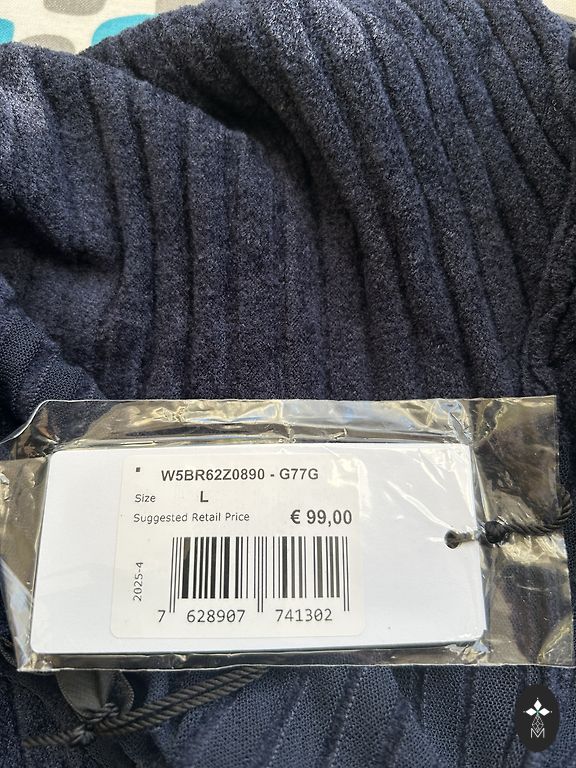 W5BR62Z0890 - G77G
Size L
Suggested Retail Price € 99,00
2025-4
7 628907 741302
M